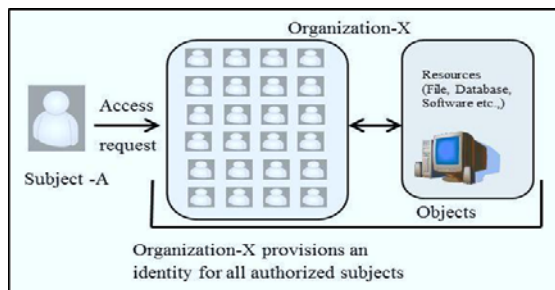 Organization-X
Resources
(File, Database,
Software etc.,)
Access
request
Subject -A
Objects
Organization-X provisions an
identity for all authorized subjects